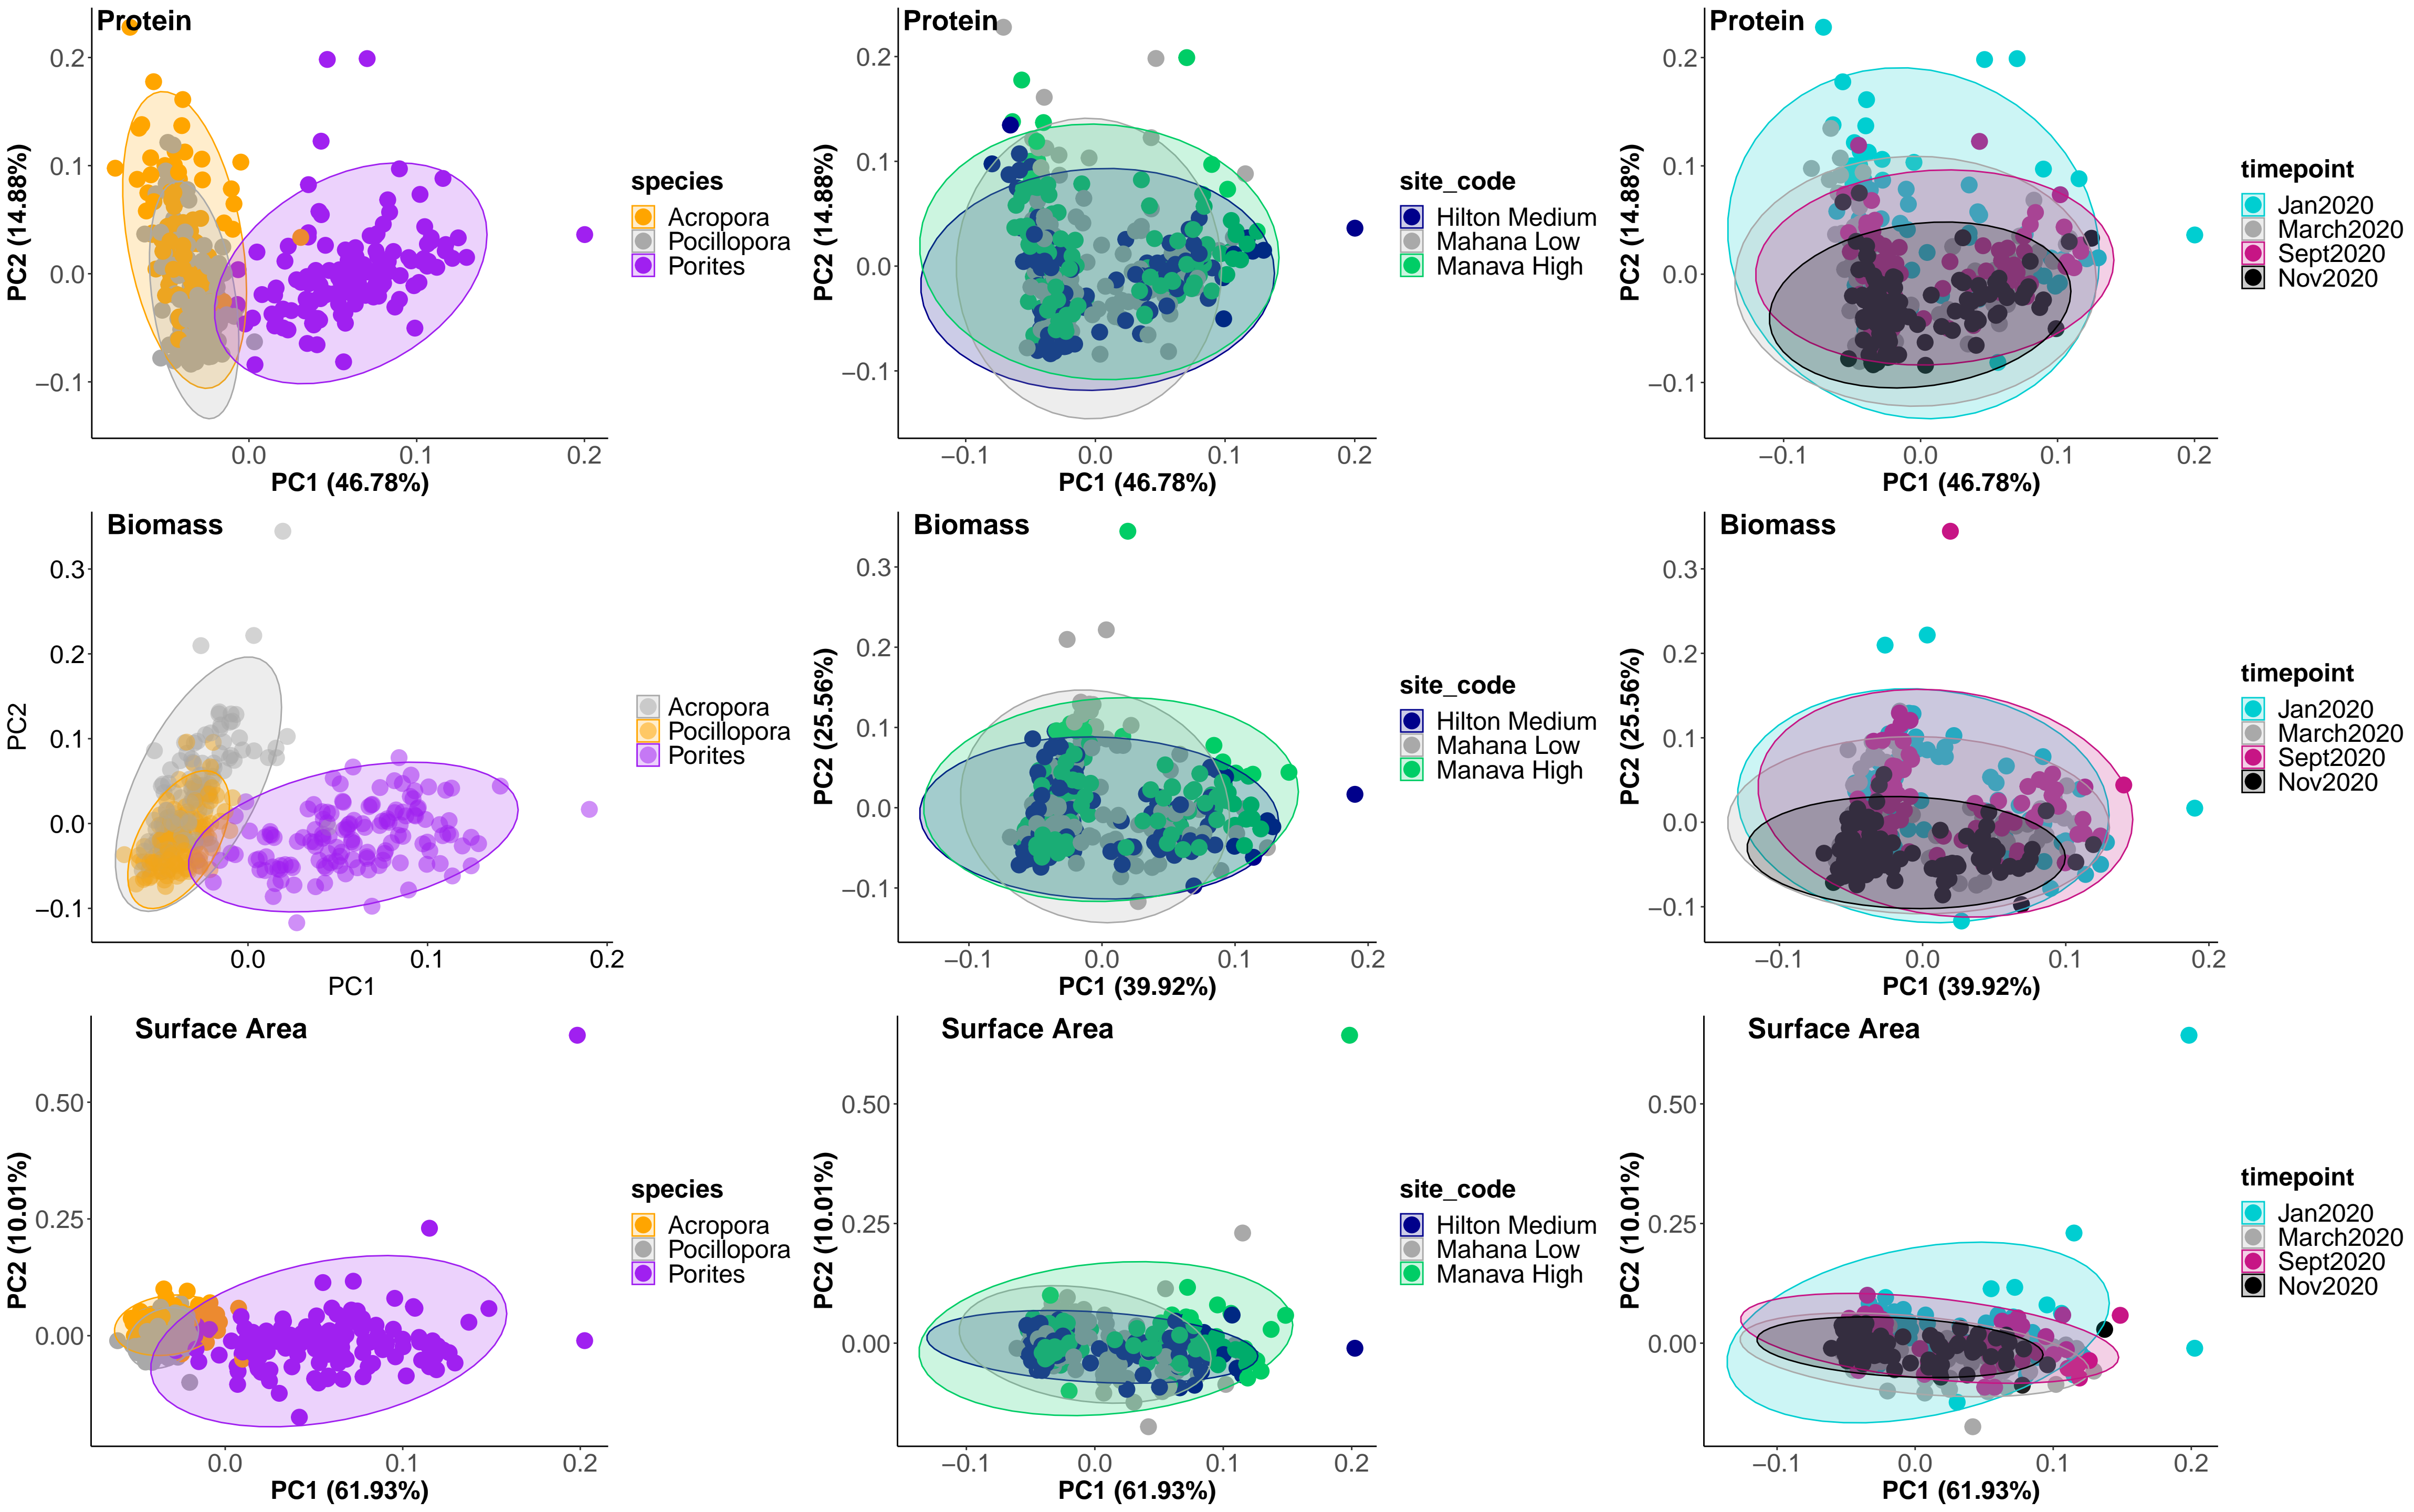 Protein
0.2
0.1
0.0
−0.1
PC2 (14.88%)
0.0 0.1 0.2
PC1 (46.78%)
species
Acropora
Pocillopora
Porites
Protein
0.2
0.1
0.0
−0.1
PC2 (14.88%)
−0.1 0.0 0.1 0.2
PC1 (46.78%)
site_code
Hilton Medium
Mahana Low
Manava High
Protein
0.2
0.1
0.0
−0.1
PC2 (14.88%)
−0.1 0.0 0.1 0.2
PC1 (46.78%)
timepoint
Jan2020
March2020
Sept2020
Nov2020
Biomass
0.3
0.2
0.1
0.0
−0.1
PC2
0.0 0.1 0.2
PC1
Acropora
Pocillopora
Porites
Biomass
0.3
0.2
0.1
0.0
−0.1
PC2 (25.56%)
−0.1 0.0 0.1 0.2
PC1 (39.92%)
site_code
Hilton Medium
Mahana Low
Manava High
Biomass
0.3
0.2
0.1
0.0
−0.1
PC2 (25.56%)
−0.1 0.0 0.1 0.2
PC1 (39.92%)
timepoint
Jan2020
March2020
Sept2020
Nov2020
Surface Area
0.50
0.25
0.00
PC2 (10.01%)
0.0 0.1 0.2
PC1 (61.93%)
species
Acropora
Pocillopora
Porites
Surface Area
0.50
0.25
0.00
PC2 (10.01%)
−0.1 0.0 0.1 0.2
PC1 (61.93%)
site_code
Hilton Medium
Mahana Low
Manava High
Surface Area
0.50
0.25
0.00
PC2 (10.01%)
−0.1 0.0 0.1 0.2
PC1 (61.93%)
timepoint
Jan2020
March2020
Sept2020
Nov2020